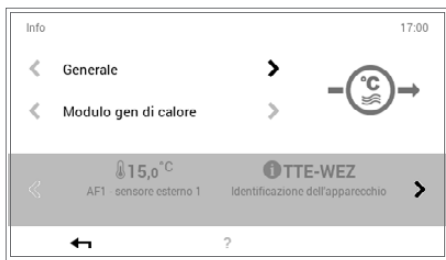 Info 17:00
Generale
°C
Modulo gen di calore
15,0°C TTE-WEZ
AF1 - sensore esterno 1 Identificazione dell'apparecchio
?